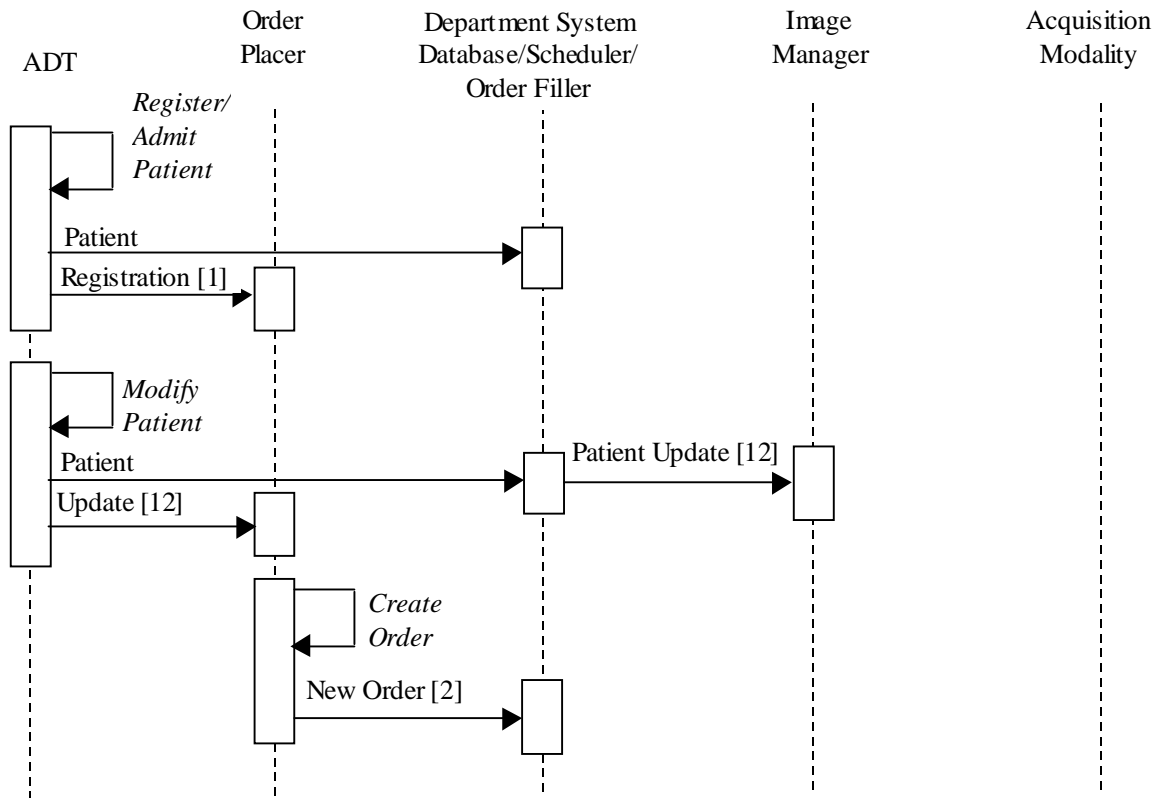 ADT
Order
Placer
Department System
Database/Scheduler/
Order Filler
Image
Manager
Acquisition
Modality
Register/
Admit
Patient
Patient
Registration [1]
Modify
Patient
Patient
Update [12]
Patient Update [12]
Create
Order
New Order [2]